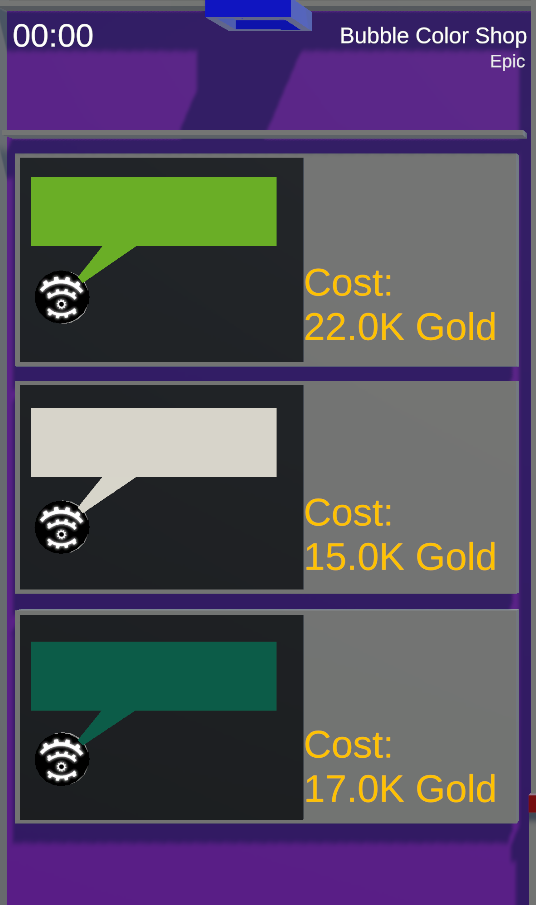 00:00
Bubble Color Shop
Epic
Cost:
22.0K Gold
Cost:
15.0K Gold
Cost:
17.0K Gold